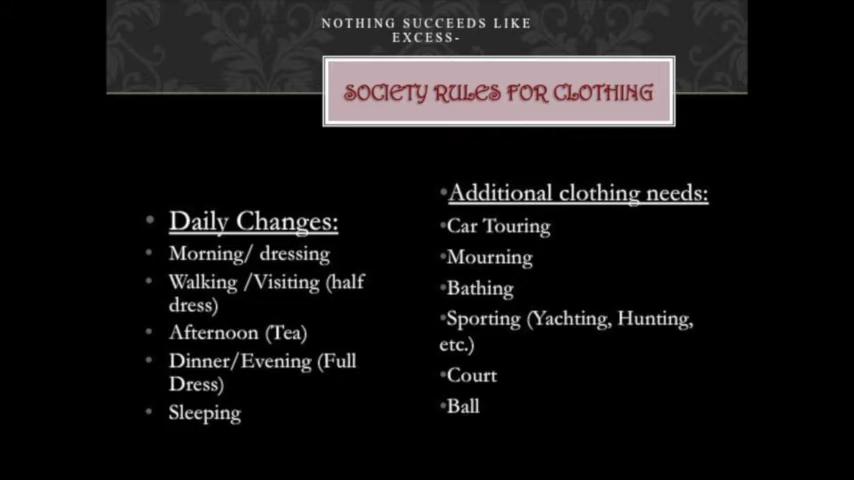 NOTHING SUCCEEDS LIKE
EXCESS-
SOCIETY RULES FOR CLOTHING
• Daily Changes:
• Morning/ dressing
• Walking /Visiting (half
dress)
• Afternoon (Tea)
• Dinner/Evening (Full
Dress)
• Sleeping
•Additional clothing needs:
•Car Touring
•Mourning
•Bathing
•Sporting (Yachting, Hunting,
etc.)
•Court
•Ball